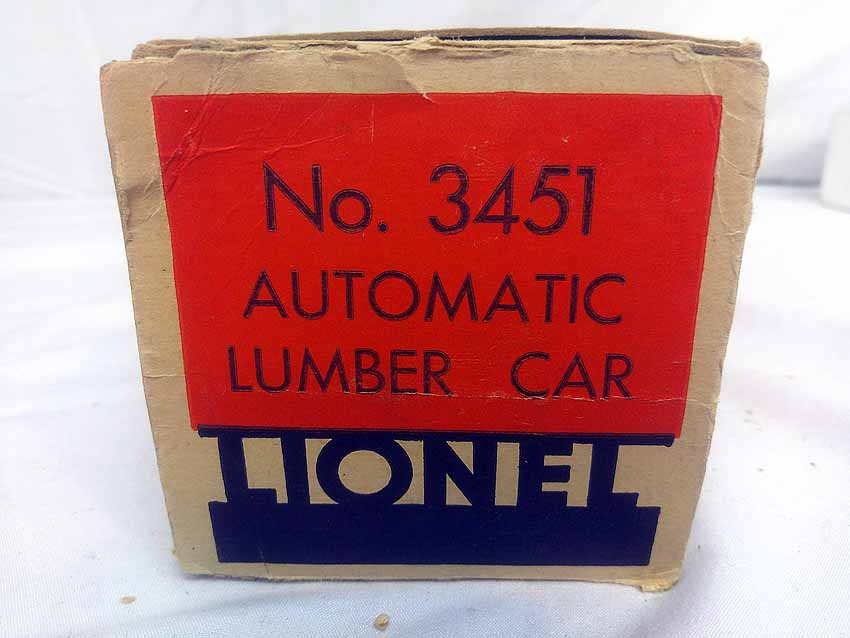 No. 3451
AUTOMATIC
LUMBER CAR
LIONEL